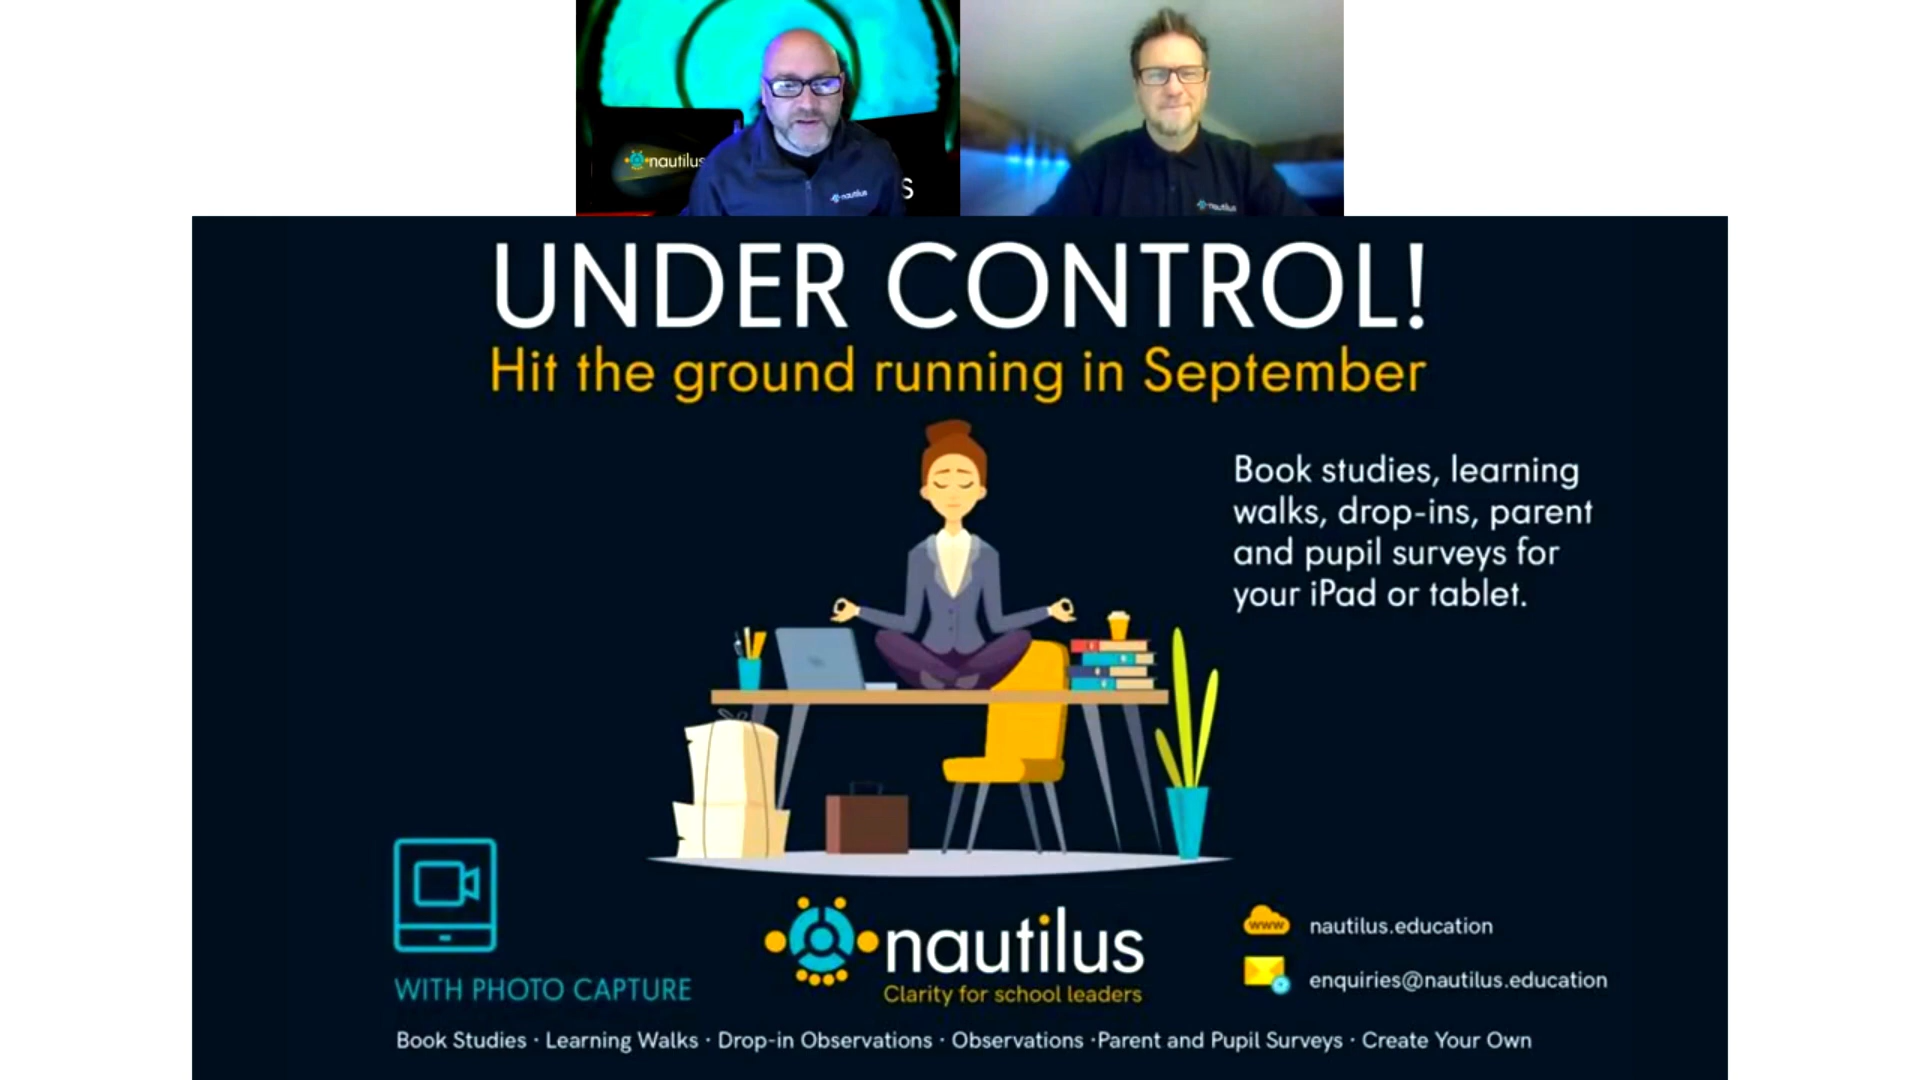 nautilus
S
nautilus
nautilus
UNDER CONTROL!
Hit the ground running in September
Book studies, learning
walks, drop-ins, parent
and pupil surveys for
your iPad or tablet.
WITH PHOTO CAPTURE
nautilus
Clarity for school leaders
www
nautilus.education
enquiries@nautilus.education
Book Studies · Learning Walks · Drop-in Observations · Observations ·Parent and Pupil Surveys · Create Your Own